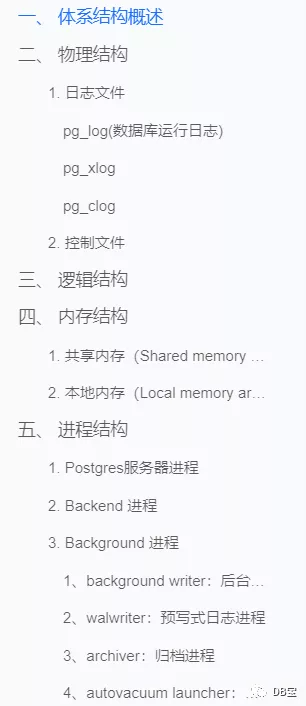 一、 体系结构概述
二、 物理结构
1. 日志文件
pg_log(数据库运行日志)
pg_xlog
pg_clog
2. 控制文件
三、 逻辑结构
四、 内存结构
1. 共享内存（Shared memory ...
2. 本地内存（Local memory ar...
五、 进程结构
1. Postgres服务器进程
2. Backend 进程
3. Background 进程
1、background writer：后台...
2、walwriter：预写式日志进程
3、archiver：归档进程
4、autovacuum launcher：...
DB宝